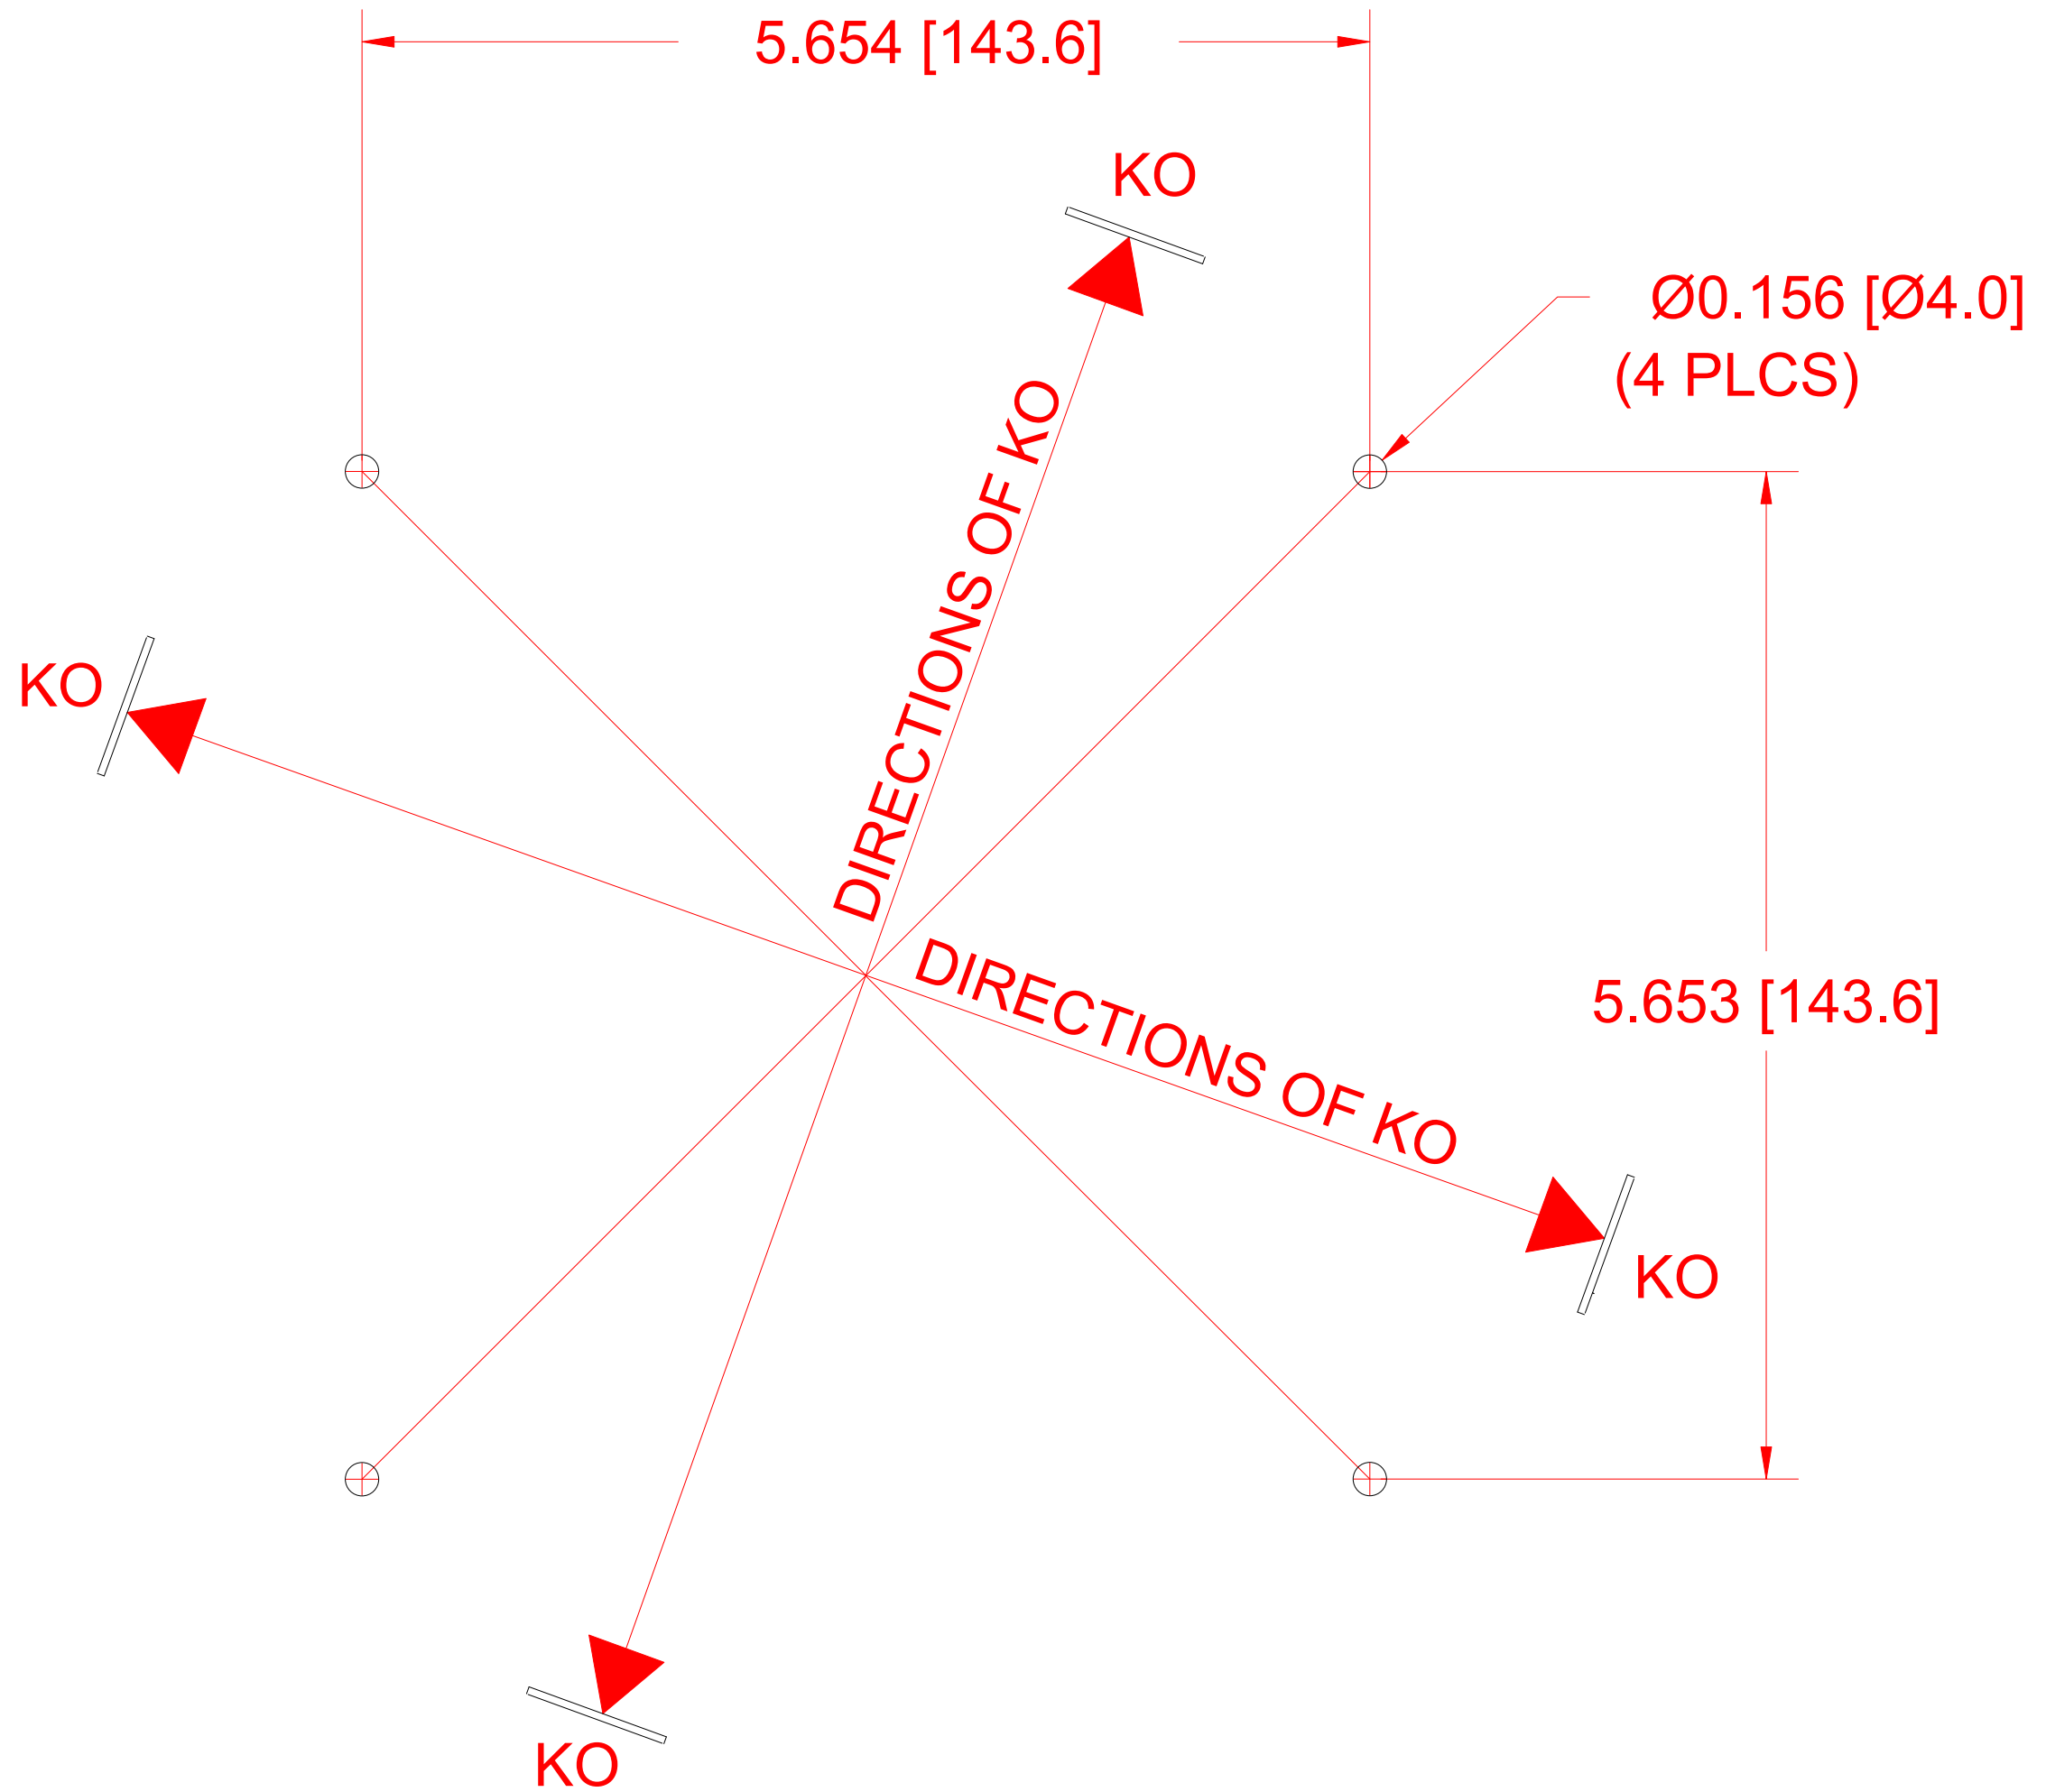 5.654 [143.6]
KO
Ø0.156 [Ø4.0]
(4 PLCS)
DIRECTIONS OF KO
KO
DIRECTIONS OF KO
5.653 [143.6]
KO
KO